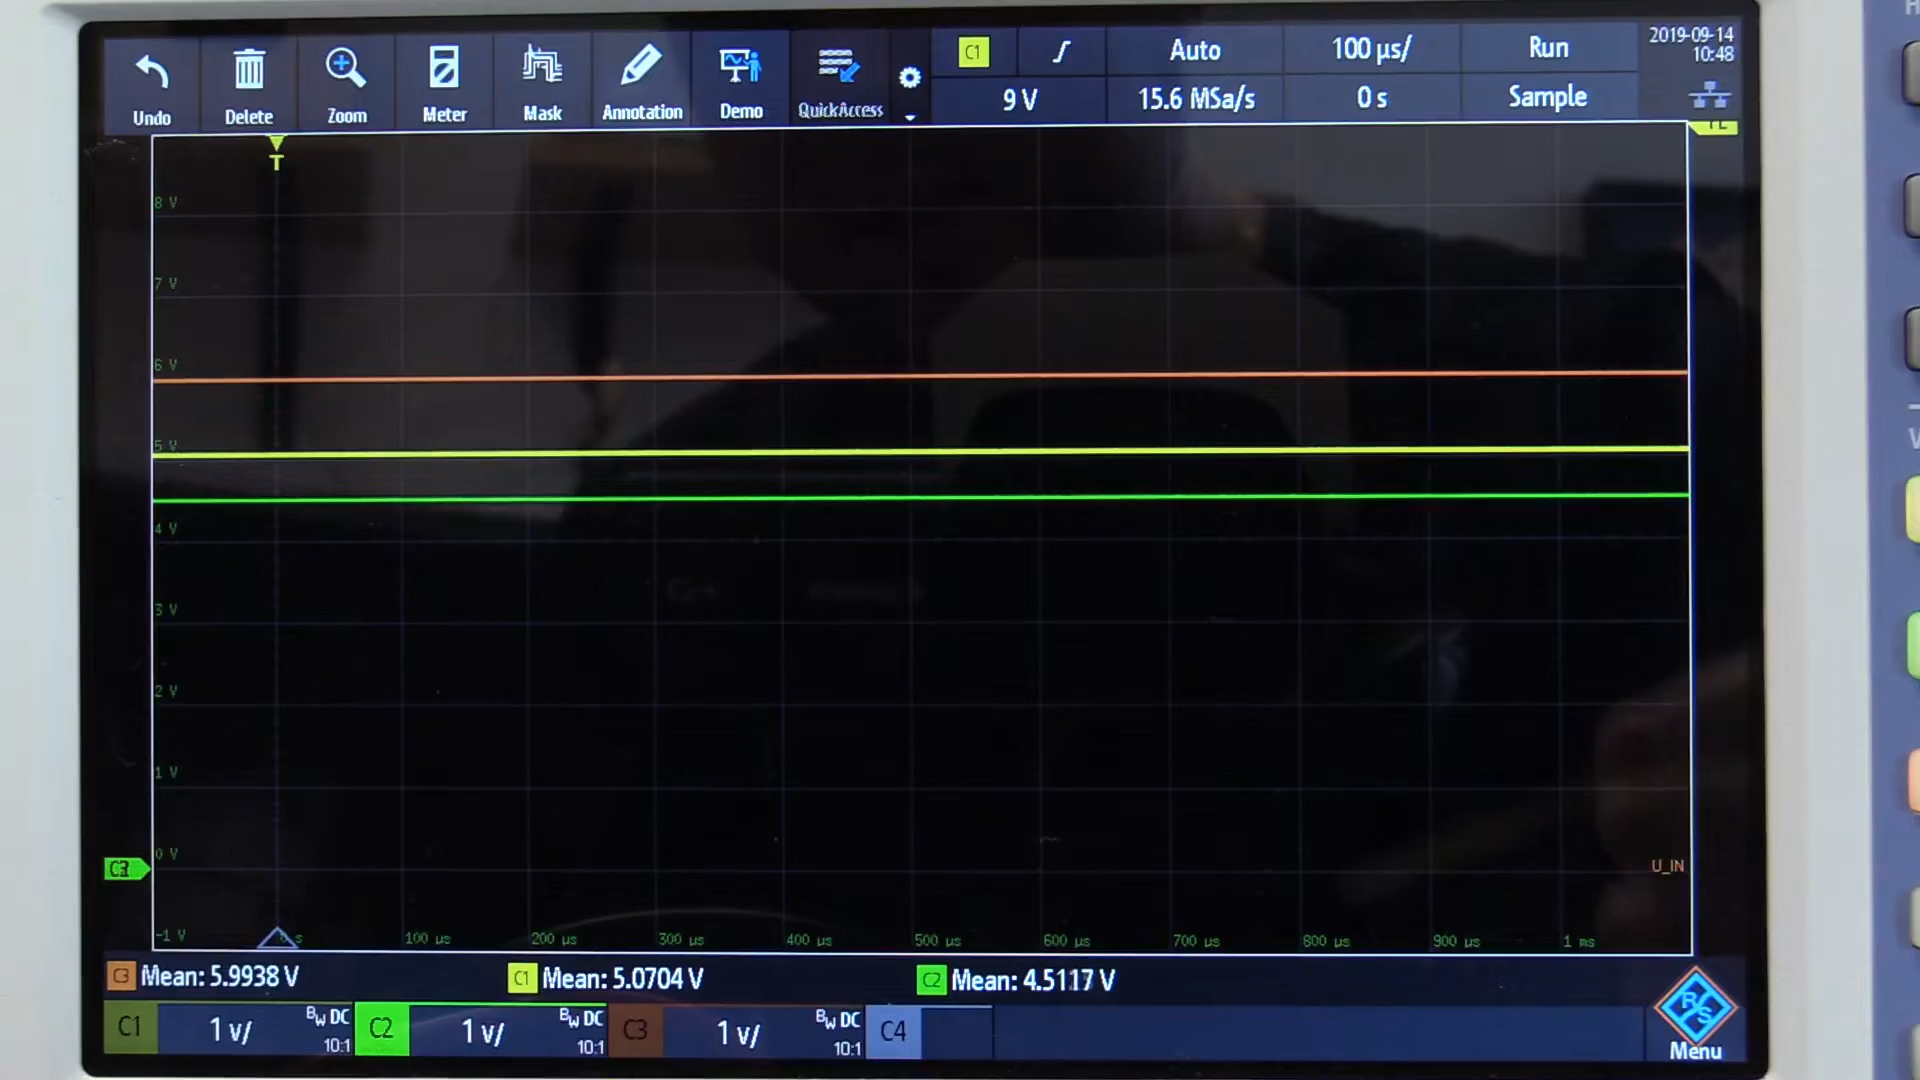 Undo
Delete
Zoom
Meter
Mask
Annotation
Demo
QuickAccess
C1
Auto
100 µs/
Run
2019-09-14
10:48
9 V
15.6 MSa/s
0 s
Sample
T
8 V
7 V
6 V
5 V
4 V
3 V
2 V
1 V
0 V
U_IN
-1 V
100 µs
200 µs
300 µs
400 µs
500 µs
600 µs
700 µs
800 µs
900 µs
1 ms
C3 Mean: 5.9938 V
C1 Mean: 5.0704 V
C2 Mean: 4.5117 V
C1 1 V/ BW DC 10:1
C2 1 V/ BW DC 10:1
C3 1 V/ BW DC 10:1
C4
R/S
Menu